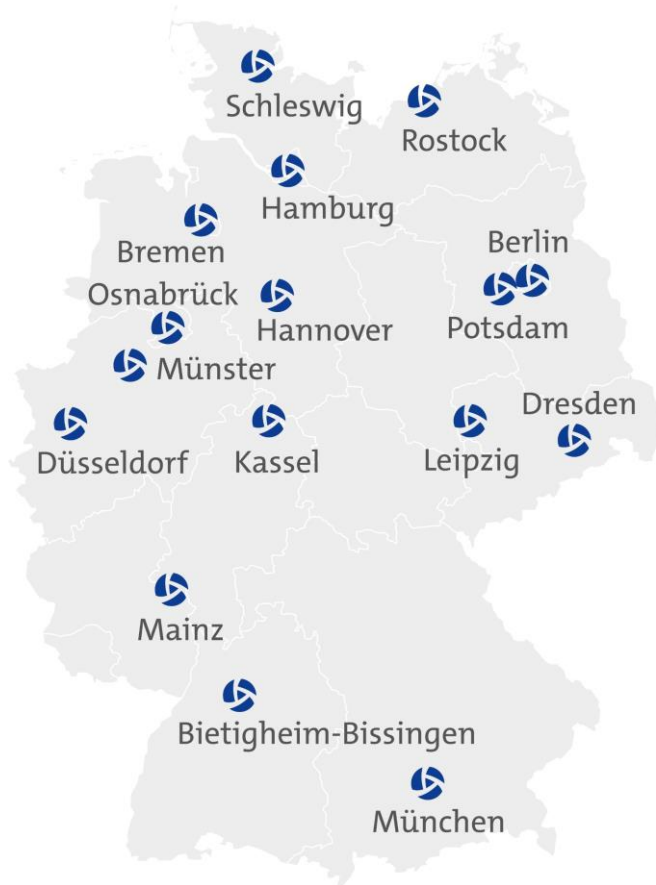 Schleswig
Rostock
Hamburg
Bremen
Berlin
Osnabrück
Hannover
Potsdam
Münster
Dresden
Düsseldorf
Kassel
Leipzig
Mainz
Bietigheim-Bissingen
München